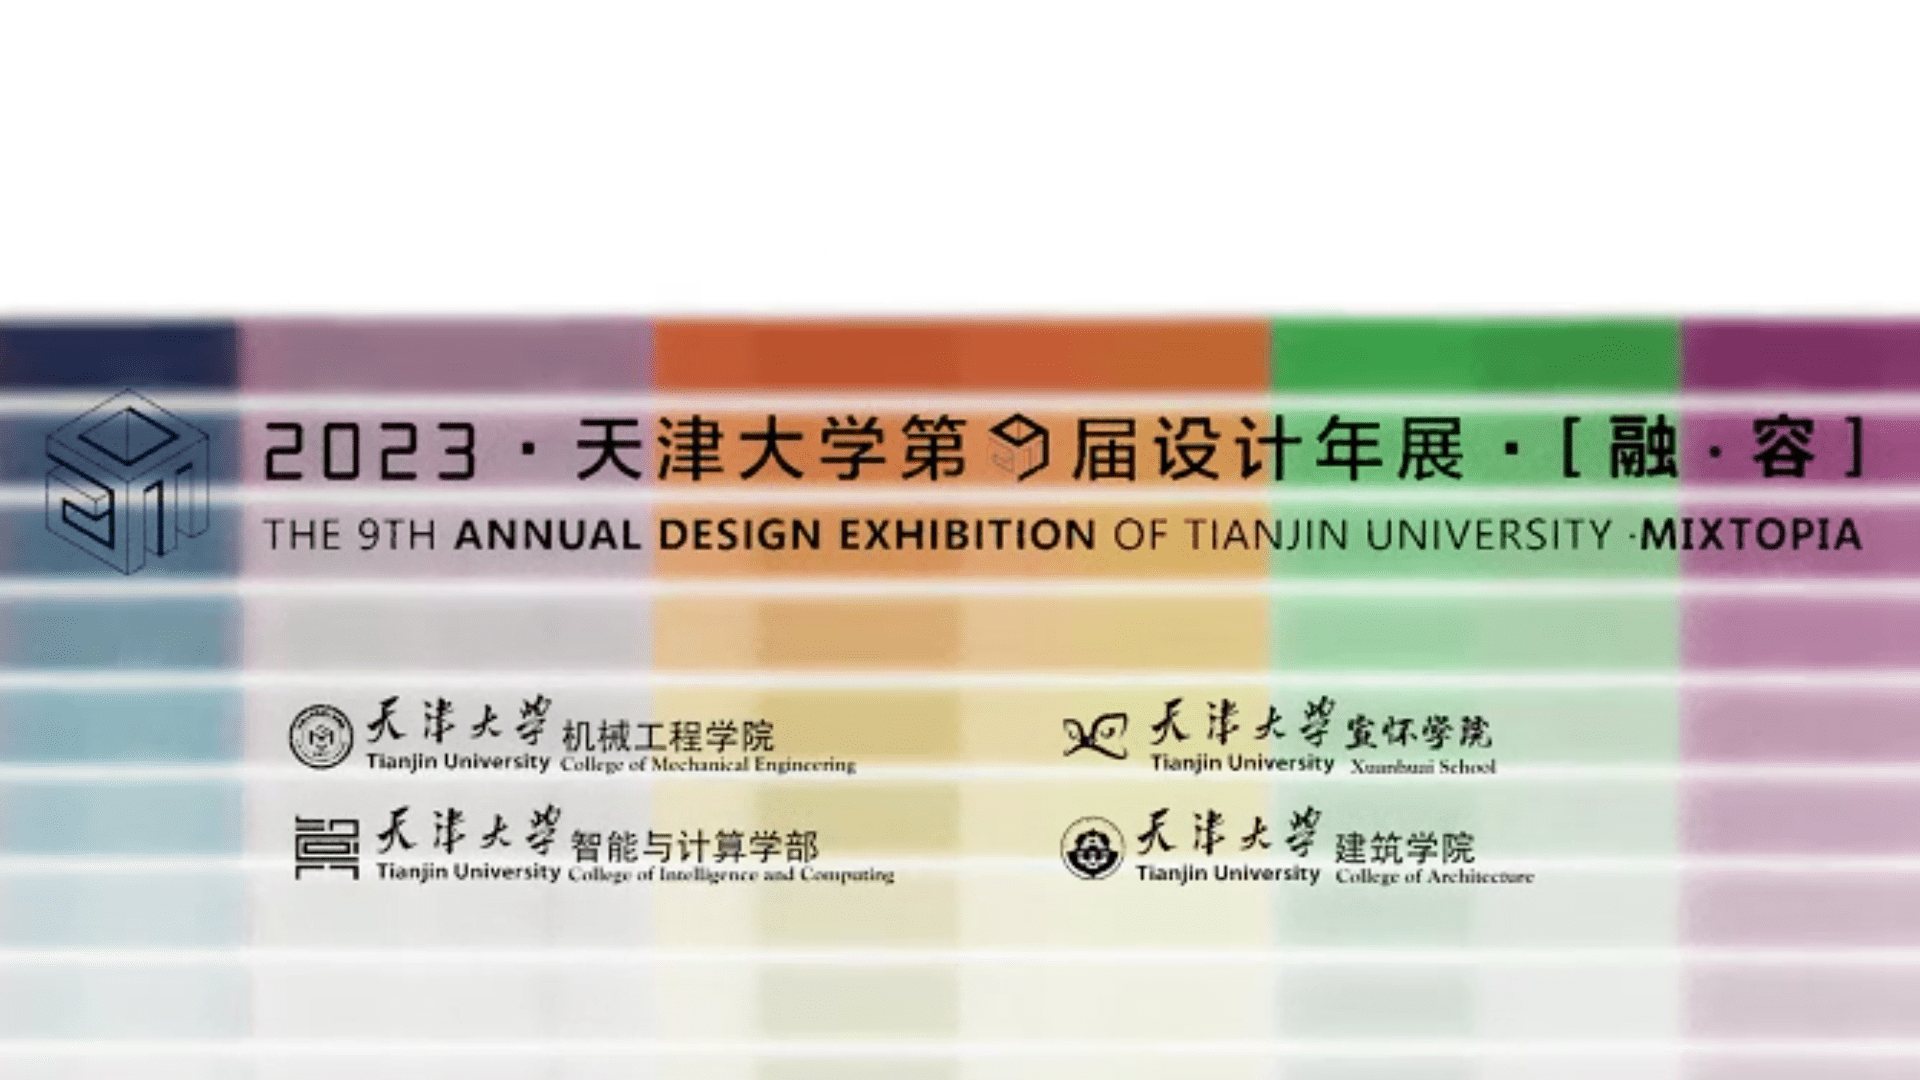 2023·天津大学第9届设计年展·[融·容]
THE 9TH ANNUAL DESIGN EXHIBITION OF TIANJIN UNIVERSITY ·MIXTOPIA
天津大学 机械工程学院
Tianjin University College of Mechanical Engineering
天津大学 宣怀学院
Tianjin University Xuanhuai School
天津大学 智能与计算学部
Tianjin University College of Intelligence and Computing
天津大学 建筑学院
Tianjin University College of Architecture